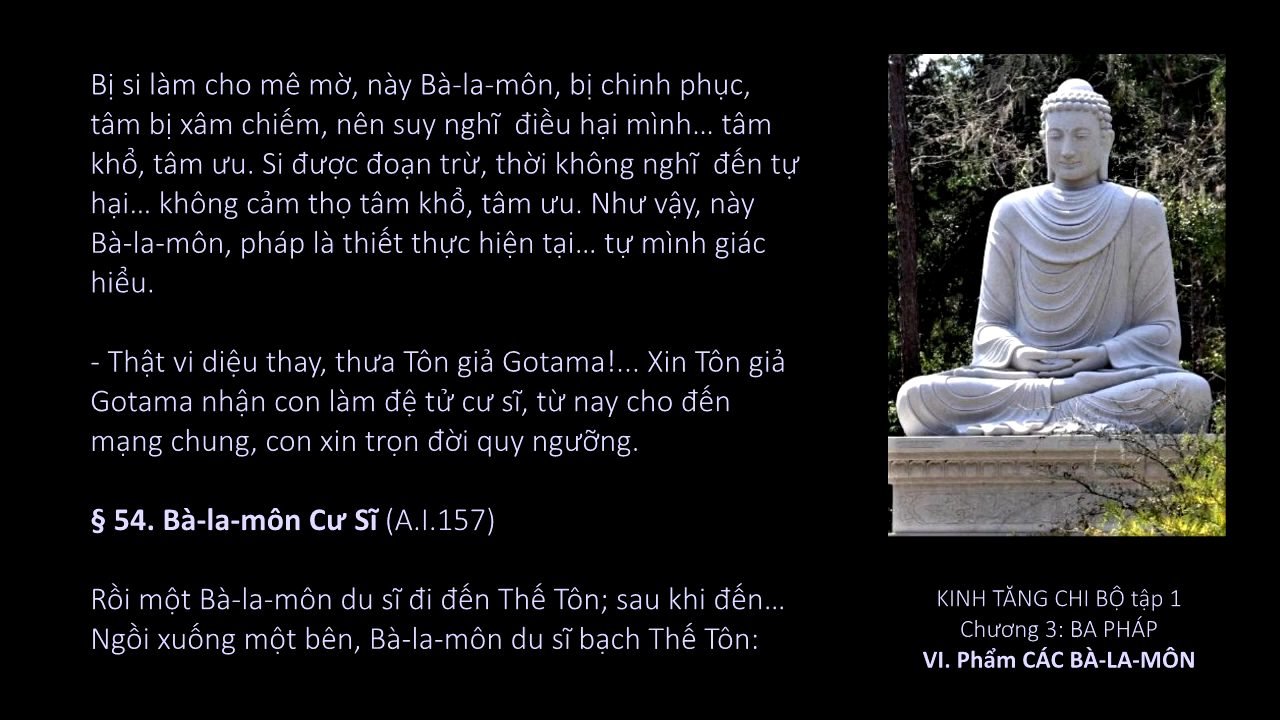 Bị si làm cho mê mờ, này Bà-la-môn, bị chinh phục,
tâm bị xâm chiếm, nên suy nghĩ  điều hại mình... tâm
khổ, tâm ưu. Si được đoạn trừ, thời không nghĩ  đến tự
hại... không cảm thọ tâm khổ, tâm ưu. Như vậy, này
Bà-la-môn, pháp là thiết thực hiện tại... tự mình giác
hiểu.
- Thật vi diệu thay, thưa Tôn giả Gotama!... Xin Tôn giả
Gotama nhận con làm đệ tử cư sĩ, từ nay cho đến
mạng chung, con xin trọn đời quy ngưỡng.
§ 54. Bà-la-môn Cư Sĩ (A.I.157)
Rồi một Bà-la-môn du sĩ đi đến Thế Tôn; sau khi đến...
Ngồi xuống một bên, Bà-la-môn du sĩ bạch Thế Tôn:
KINH TĂNG CHI BỘ tập 1
Chương 3: BA PHÁP
VI. Phẩm CÁC BÀ-LA-MÔN